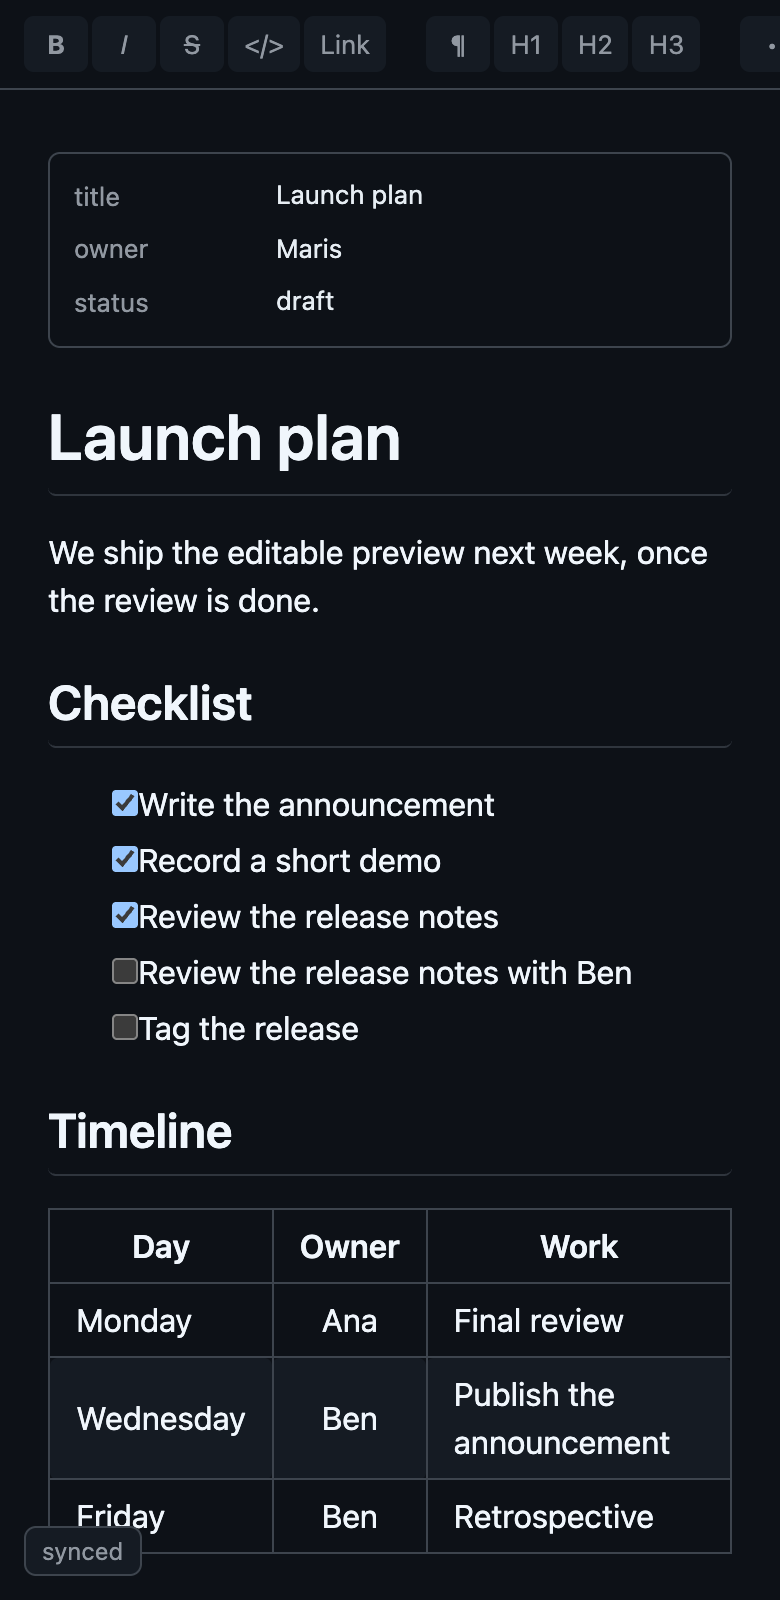 B I S </> Link ¶ H1 H2 H3
title Launch plan
owner Maris
status draft
Launch plan
We ship the editable preview next week, once
the review is done.
Checklist
Write the announcement
Record a short demo
Review the release notes
Review the release notes with Ben
Tag the release
Timeline
Day Owner Work
Monday Ana Final review
Wednesday Ben Publish the
announcement
Friday Ben Retrospective
synced